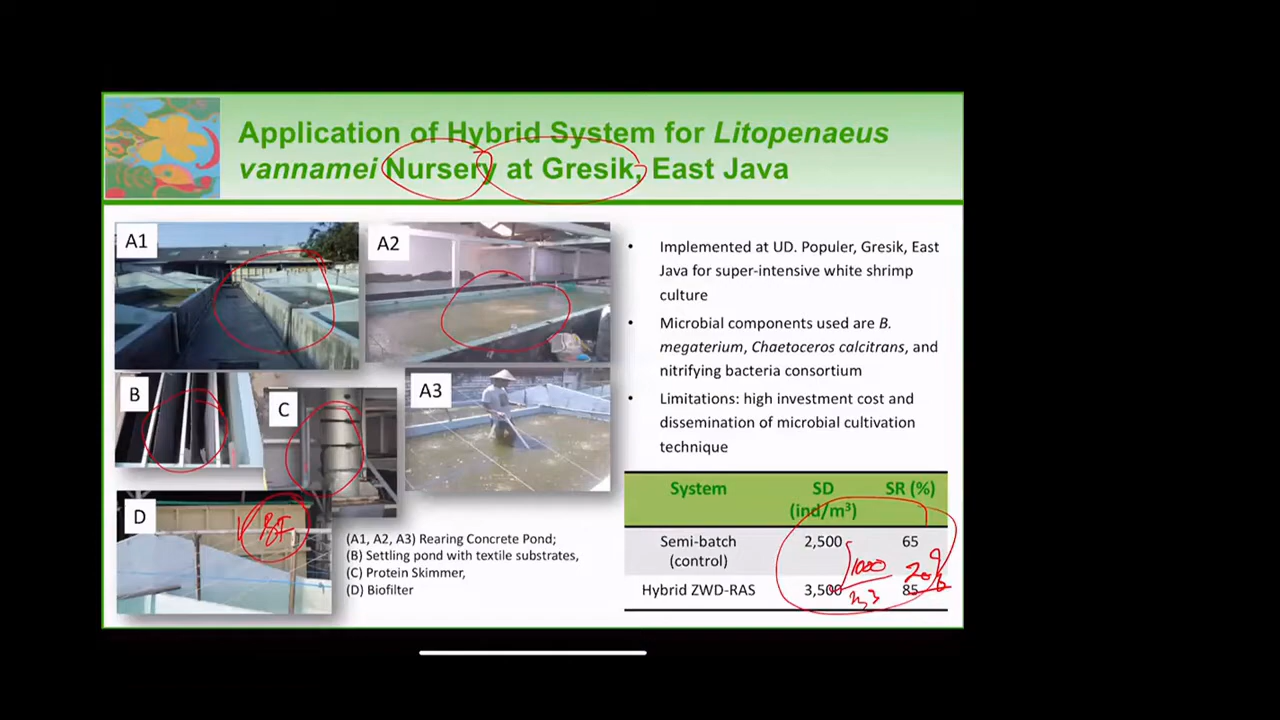 Application of Hybrid System for Litopenaeus
vannamei Nursery at Gresik, East Java
A1
A2
B
C
A3
D
BF
(A1, A2, A3) Rearing Concrete Pond;
(B) Settling pond with textile substrates,
(C) Protein Skimmer,
(D) Biofilter
• Implemented at UD. Populer, Gresik, East
Java for super-intensive white shrimp
culture
• Microbial components used are B.
megaterium, Chaetoceros calcitrans, and
nitrifying bacteria consortium
• Limitations: high investment cost and
dissemination of microbial cultivation
technique
System SD SR (%)
(ind/m³)
Semi-batch 2,500 65
(control)
1000 20%
m3
Hybrid ZWD-RAS 3,500 85